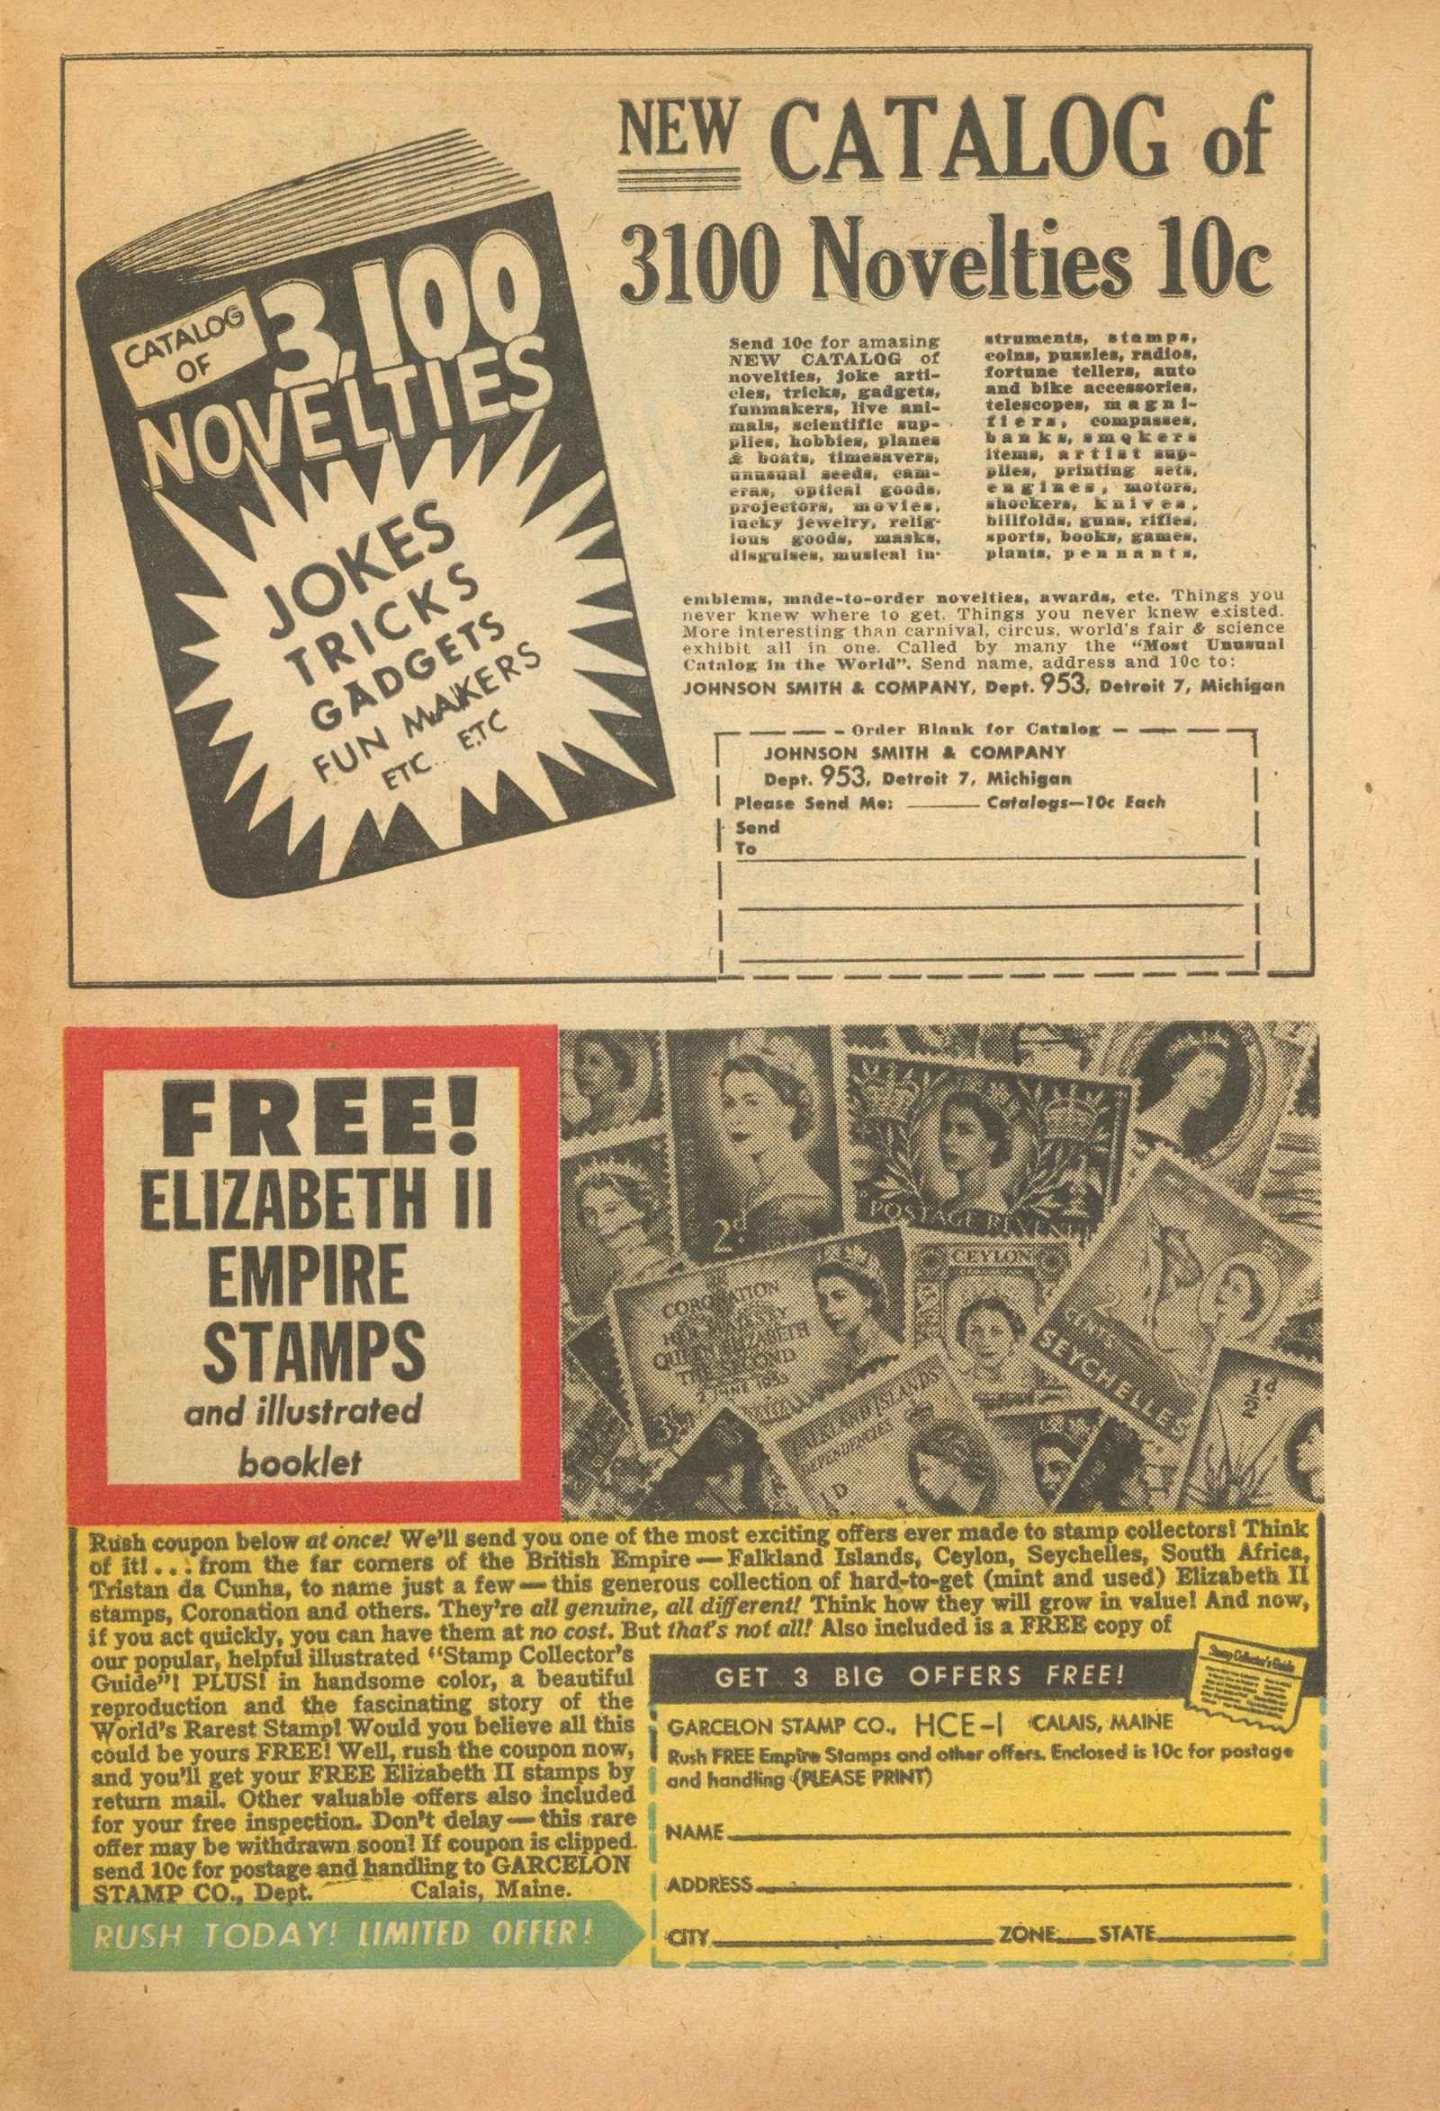 NEW CATALOG of
3100 Novelties 10c
CATALOG
OF
3,100
NOVELTIES
JOKES
TRICKS
GADGETS
FUN MAKERS
ETC... ETC
Send 10c for amazing
NEW CATALOG of
novelties, joke arti-
cles, tricks, gadgets,
funmakers, live ani-
mals, scientific sup-
plies, hobbies, planes
& boats, timesavers,
unusual seeds, cam-
eras, optical goods,
projectors, movies,
lucky jewelry, relig-
ious goods, masks,
disguises, musical in-
struments, stamps,
coins, puzzles, radios,
fortune tellers, auto
and bike accessories,
telescopes, magni-
fiers, compasses,
banks, smokers
items, artist sup-
plies, printing sets,
engines, motors,
shockers, knives,
billfolds, guns, rifles,
sports, books, games,
plants, pennants,
emblems, made-to-order novelties, awards, etc. Things you
never knew where to get. Things you never knew existed.
More interesting than carnival, circus, world's fair & science
exhibit all in one. Called by many the "Most Unusual
Catalog in the World". Send name, address and 10c to:
JOHNSON SMITH & COMPANY, Dept. 953, Detroit 7, Michigan
Order Blank for Catalog
JOHNSON SMITH & COMPANY
Dept. 953, Detroit 7, Michigan
Please Send Me: ______ Catalogs—10c Each
Send
To
FREE!
ELIZABETH II
EMPIRE
STAMPS
and illustrated
booklet
2d
POSTAGE REVENUE
CEYLON
CORONATION
HER MAJESTY
QUEEN ELIZABETH
THE SECOND
2 JUNE 1953
2
CENTS
SEYCHELLES
FALKLAND ISLANDS
DEPENDENCIES
1D
½d
Rush coupon below at once! We'll send you one of the most exciting offers ever made to stamp collectors! Think
of it! . . . from the far corners of the British Empire — Falkland Islands, Ceylon, Seychelles, South Africa,
Tristan da Cunha, to name just a few — this generous collection of hard-to-get (mint and used) Elizabeth II
stamps, Coronation and others. They're all genuine, all different! Think how they will grow in value! And now,
if you act quickly, you can have them at no cost. But that's not all! Also included is a FREE copy of
our popular, helpful illustrated "Stamp Collector's
Guide"! PLUS! in handsome color, a beautiful
reproduction and the fascinating story of the
World's Rarest Stamp! Would you believe all this
could be yours FREE! Well, rush the coupon now,
and you'll get your FREE Elizabeth II stamps by
return mail. Other valuable offers also included
for your free inspection. Don't delay — this rare
offer may be withdrawn soon! If coupon is clipped
send 10c for postage and handling to GARCELON
STAMP CO., Dept. Calais, Maine.
RUSH TODAY! LIMITED OFFER!
GET 3 BIG OFFERS FREE!
Stamp Collector's Guide
GARCELON STAMP CO., HCE-1 CALAIS, MAINE
Rush FREE Empire Stamps and other offers. Enclosed is 10c for postage
and handling (PLEASE PRINT)
NAME
ADDRESS
CITY ZONE STATE